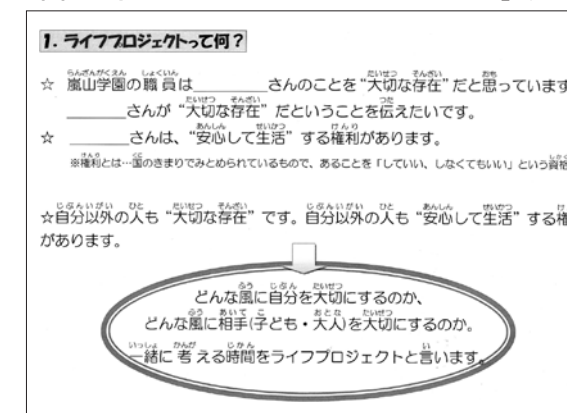 1. ライフプロジェクトって何？
☆ 嵐山学園の職員は＿＿＿＿＿さんのことを“大切な存在”だと思っています
＿＿＿＿さんが“大切な存在”だということを伝えたいです。
☆ ＿＿＿＿さんは、“安心して生活”する権利があります。
※権利とは…国のきまりでみとめられているもので、あることを「していい、しなくてもいい」という資格
☆自分以外の人も“大切な存在”です。自分以外の人も“安心して生活”する権
があります。
どんな風に自分を大切にするのか、
どんな風に相手(子ども・大人)を大切にするのか。
一緒に考える時間をライフプロジェクトと言います。